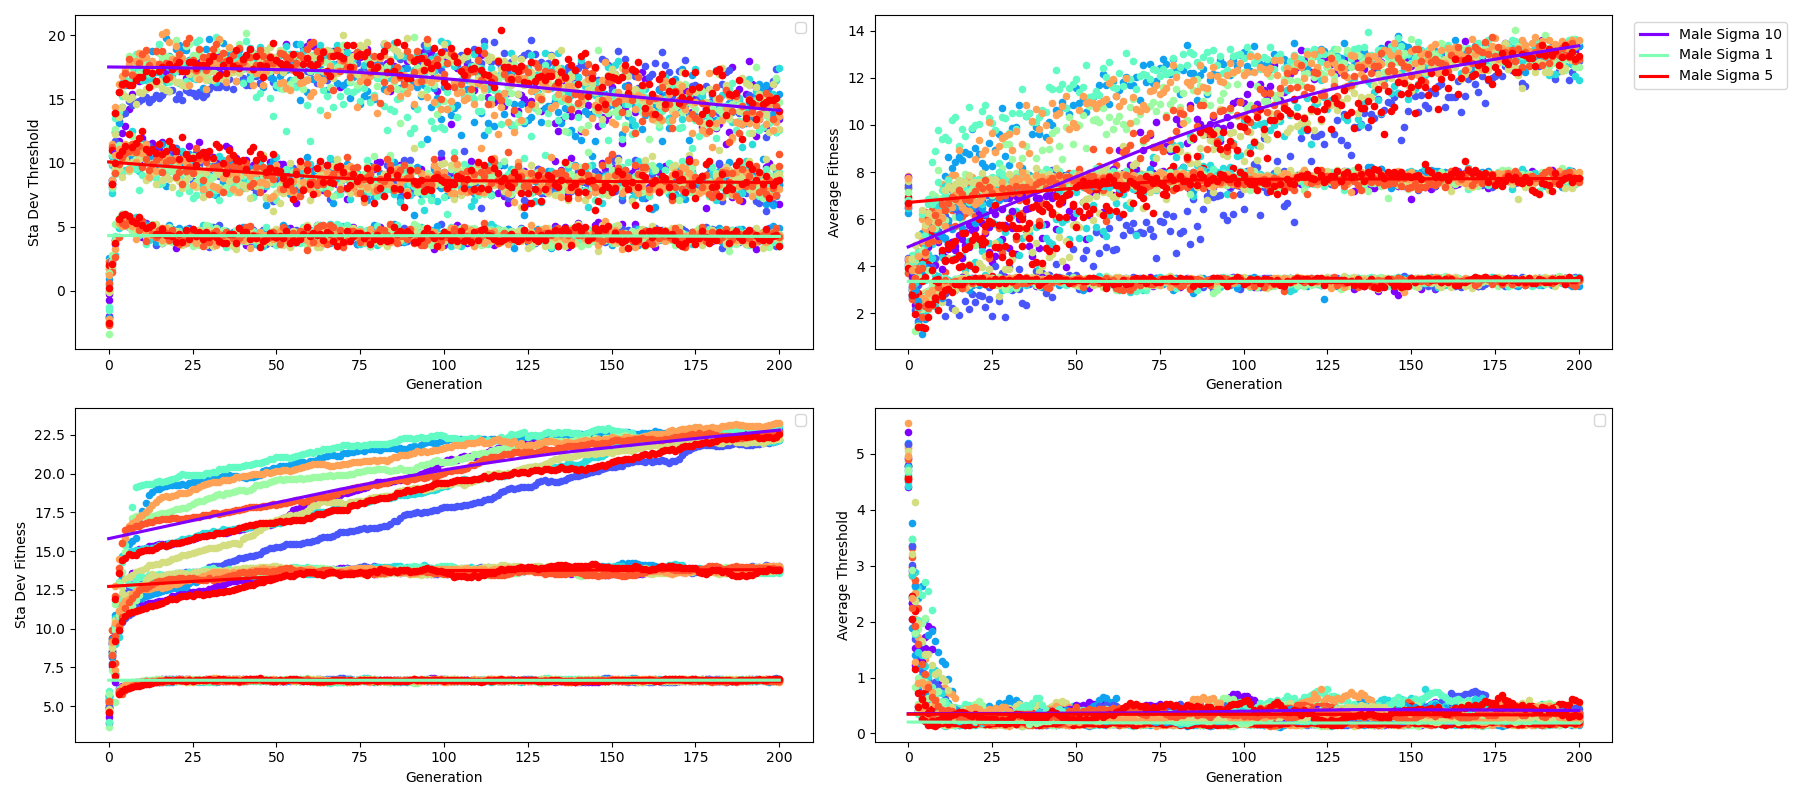 20
15
10
5
0
Sta Dev Threshold
0 25 50 75 100 125 150 175 200
Generation
14
12
10
8
6
4
2
Average Fitness
0 25 50 75 100 125 150 175 200
Generation
Male Sigma 10
Male Sigma 1
Male Sigma 5
22.5
20.0
17.5
15.0
12.5
10.0
7.5
5.0
Sta Dev Fitness
0 25 50 75 100 125 150 175 200
Generation
5
4
3
2
1
0
Average Threshold
0 25 50 75 100 125 150 175 200
Generation